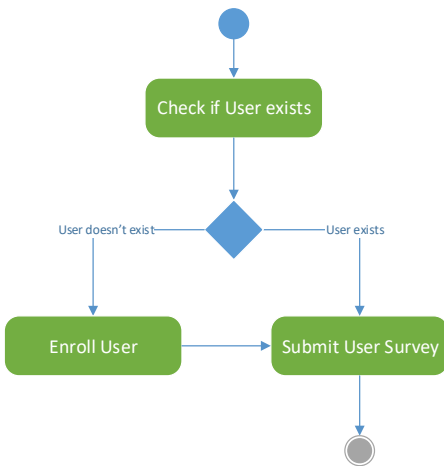 Check if User exists
User doesn't exist
User exists
Enroll User
Submit User Survey